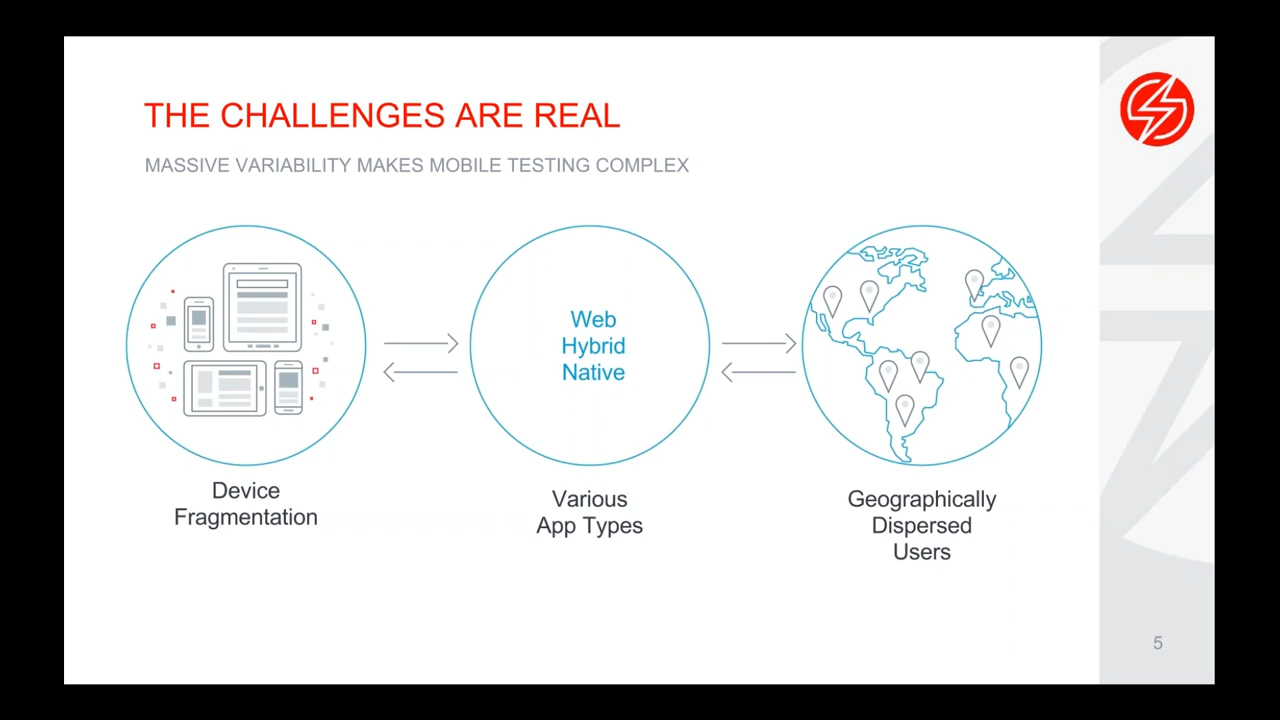 THE CHALLENGES ARE REAL
MASSIVE VARIABILITY MAKES MOBILE TESTING COMPLEX
Web
Hybrid
Native
Device
Fragmentation
Various
App Types
Geographically
Dispersed
Users
5